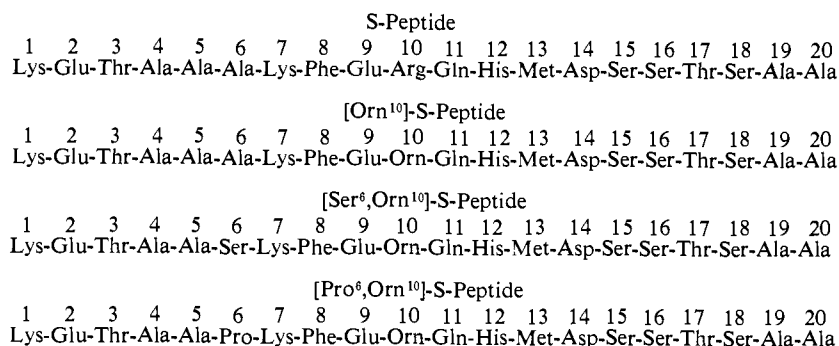 S-Peptide
1 2 3 4 5 6 7 8 9 10 11 12 13 14 15 16 17 18 19 20
Lys-Glu-Thr-Ala-Ala-Ala-Lys-Phe-Glu-Arg-Gln-His-Met-Asp-Ser-Ser-Thr-Ser-Ala-Ala
[Orn¹⁰]-S-Peptide
1 2 3 4 5 6 7 8 9 10 11 12 13 14 15 16 17 18 19 20
Lys-Glu-Thr-Ala-Ala-Ala-Lys-Phe-Glu-Orn-Gln-His-Met-Asp-Ser-Ser-Thr-Ser-Ala-Ala
[Ser⁶,Orn¹⁰]-S-Peptide
1 2 3 4 5 6 7 8 9 10 11 12 13 14 15 16 17 18 19 20
Lys-Glu-Thr-Ala-Ala-Ser-Lys-Phe-Glu-Orn-Gln-His-Met-Asp-Ser-Ser-Thr-Ser-Ala-Ala
[Pro⁶,Orn¹⁰]-S-Peptide
1 2 3 4 5 6 7 8 9 10 11 12 13 14 15 16 17 18 19 20
Lys-Glu-Thr-Ala-Ala-Pro-Lys-Phe-Glu-Orn-Gln-His-Met-Asp-Ser-Ser-Thr-Ser-Ala-Ala